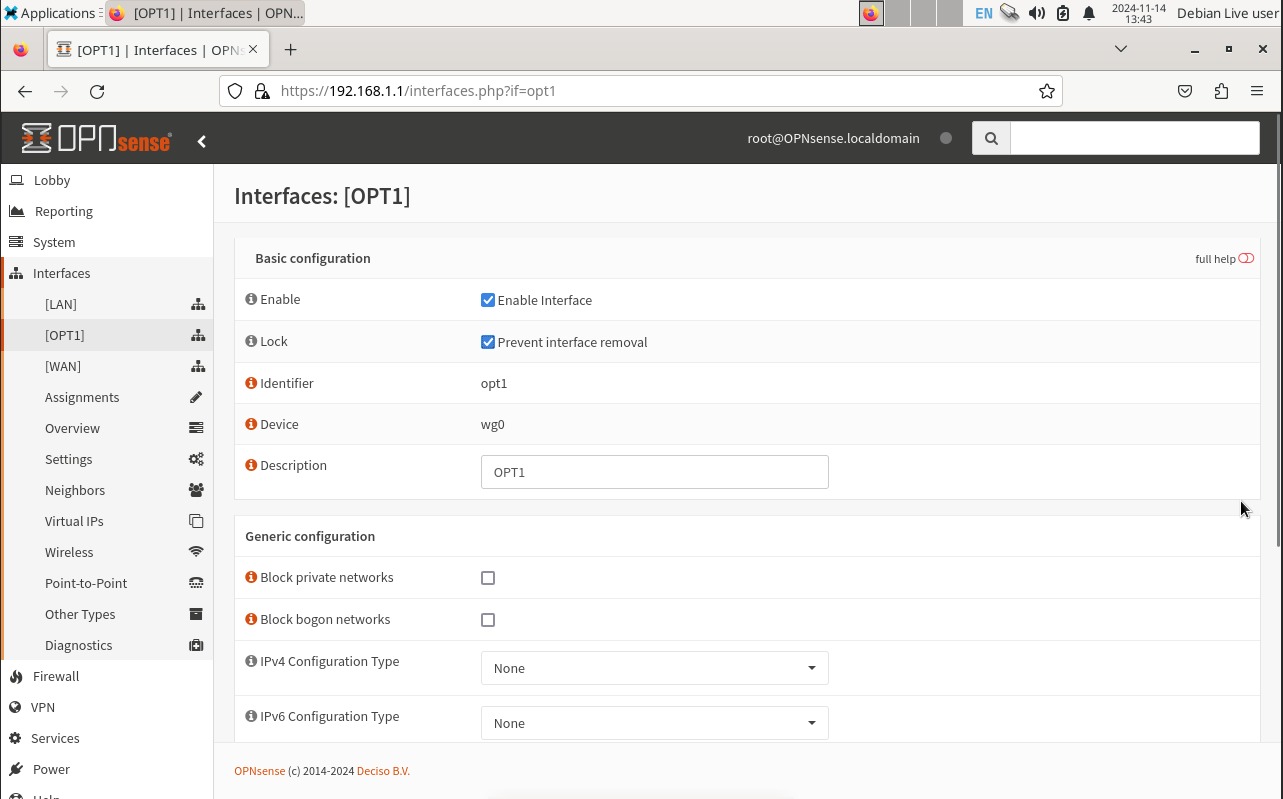 Applications
[OPT1] | Interfaces | OPN...
EN
2024-11-14
13:43
Debian Live user
[OPT1] | Interfaces | OPNs
https://192.168.1.1/interfaces.php?if=opt1
OPNsense
root@OPNsense.localdomain
Lobby
Reporting
System
Interfaces
[LAN]
[OPT1]
[WAN]
Assignments
Overview
Settings
Neighbors
Virtual IPs
Wireless
Point-to-Point
Other Types
Diagnostics
Firewall
VPN
Services
Power
Help
Interfaces: [OPT1]
Basic configuration
full help
Enable
Enable Interface
Lock
Prevent interface removal
Identifier
opt1
Device
wg0
Description
OPT1
Generic configuration
Block private networks
Block bogon networks
IPv4 Configuration Type
None
IPv6 Configuration Type
None
OPNsense (c) 2014-2024 Deciso B.V.